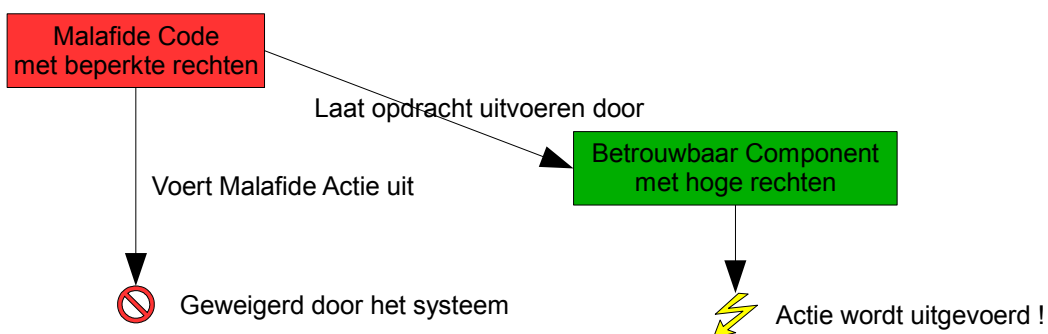 Malafide Code
met beperkte rechten
Laat opdracht uitvoeren door
Betrouwbaar Component
met hoge rechten
Voert Malafide Actie uit
Geweigerd door het systeem
Actie wordt uitgevoerd !